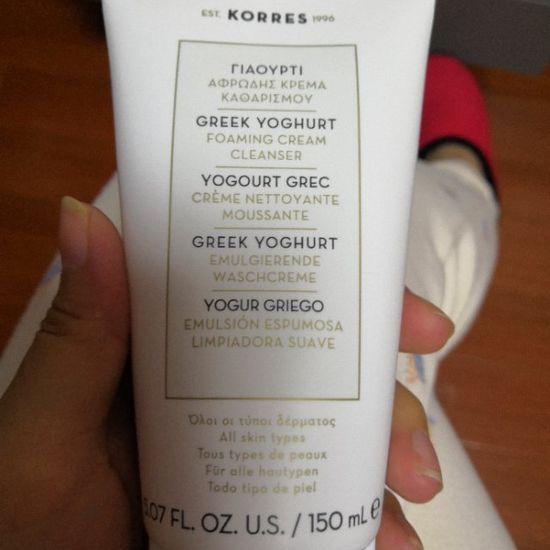 EST. KORRES 1996
ΓΙΑΟΥΡΤΙ
ΑΦΡΩΔΗΣ ΚΡΕΜΑ
ΚΑΘΑΡΙΣΜΟΥ
GREEK YOGHURT
FOAMING CREAM
CLEANSER
YOGOURT GREC
CRÈME NETTOYANTE
MOUSSANTE
GREEK YOGHURT
EMULGIERENDE
WASCHCREME
YOGUR GRIEGO
EMULSIÓN ESPUMOSA
LIMPIADORA SUAVE
Όλοι οι τύποι δέρματος
All skin types
Tous types de peaux
Für alle hautypen
Todo tipo de piel
5.07 FL. OZ. U.S. / 150 mL e